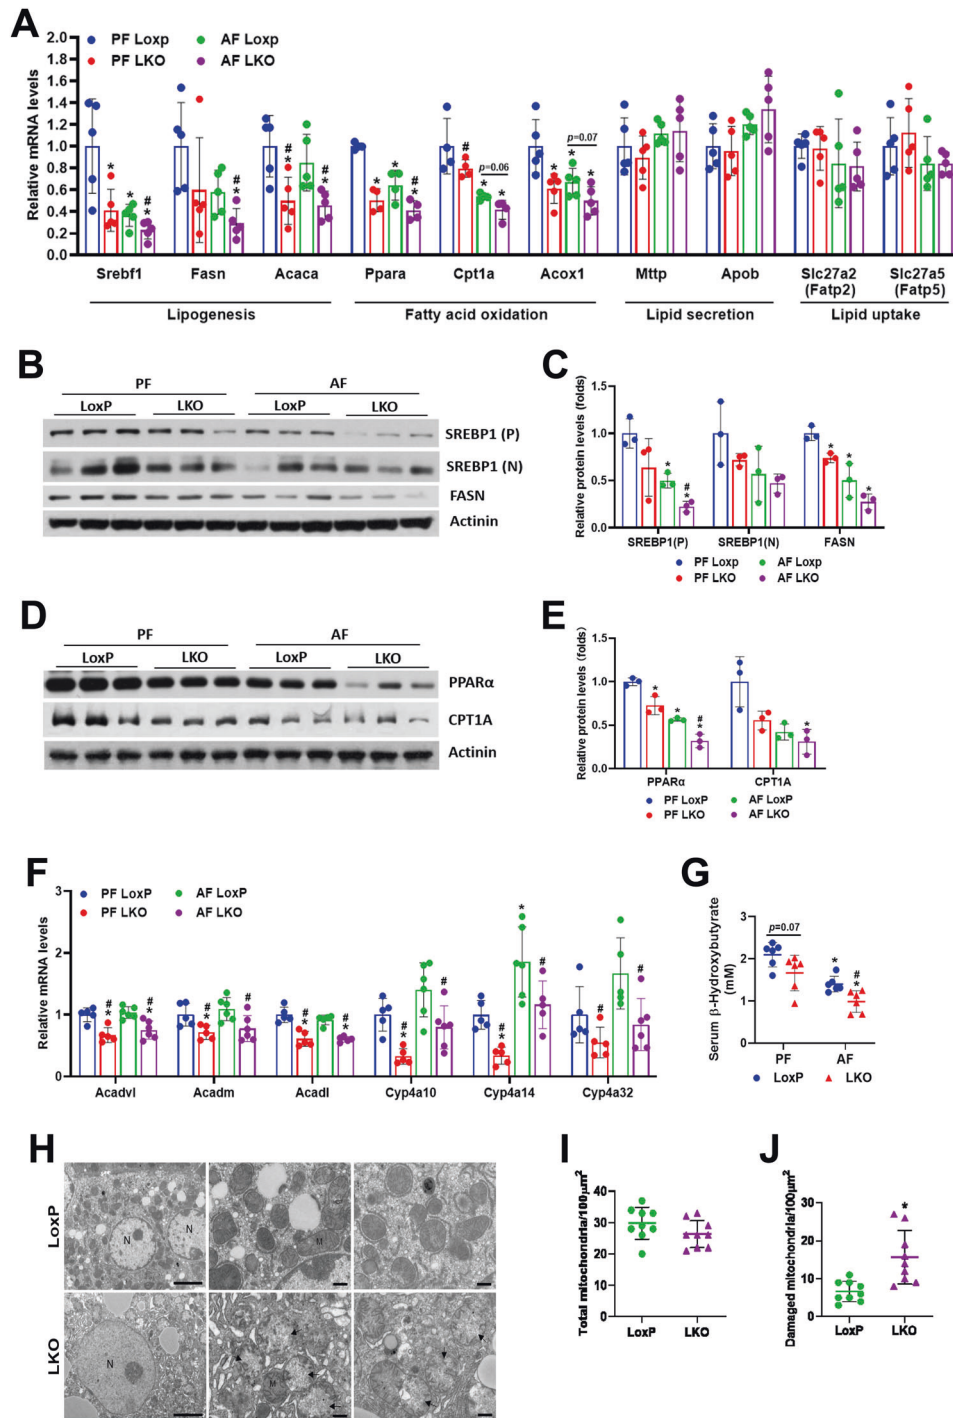 A
PF Loxp
AF Loxp
PF LKO
AF LKO
Relative mRNA levels
2.0
1.8
1.6
1.4
1.2
1.0
0.8
0.6
0.4
0.2
0.0
p=0.06
p=0.07
Srebf1 Fasn Acaca Ppara Cpt1a Acox1 Mttp Apob Slc27a2 Slc27a5
(Fatp2) (Fatp5)
Lipogenesis Fatty acid oxidation Lipid secretion Lipid uptake
B
PF AF
LoxP LKO LoxP LKO
SREBP1 (P)
SREBP1 (N)
FASN
Actinin
C
Relative protein levels (folds)
1.5
1.0
0.5
0.0
SREBP1(P) SREBP1(N) FASN
PF Loxp AF Loxp
PF LKO AF LKO
D
PF AF
LoxP LKO LoxP LKO
PPARα
CPT1A
Actinin
E
Relative protein levels (folds)
1.5
1.0
0.5
0.0
PPARα CPT1A
PF LoxP AF LoxP
PF LKO AF LKO
F
PF LoxP AF LoxP
PF LKO AF LKO
Relative mRNA levels
3
2
1
0
Acadvl Acadm Acadl Cyp4a10 Cyp4a14 Cyp4a32
G
Serum β-Hydroxybutyrate
(mM)
3
2
1
0
p=0.07
PF AF
LoxP LKO
H
LoxP
LKO
N
N
M
N
M
I
Total mitochondria/100μm²
40
30
20
10
0
LoxP LKO
J
Damaged mitochondria/100μm²
30
20
10
0
*
LoxP LKO